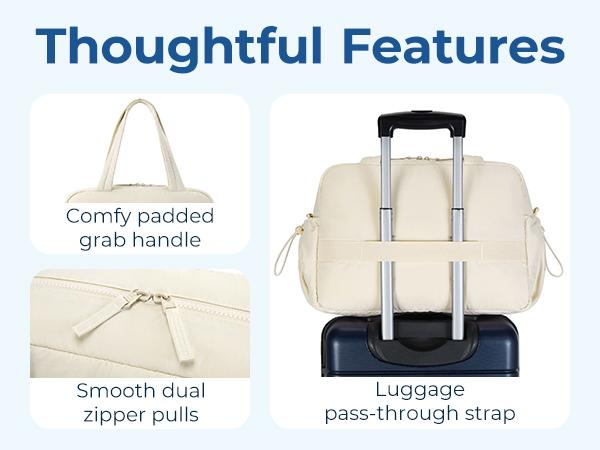 Thoughtful Features
Comfy padded
grab handle
Smooth dual
zipper pulls
Luggage
pass-through strap